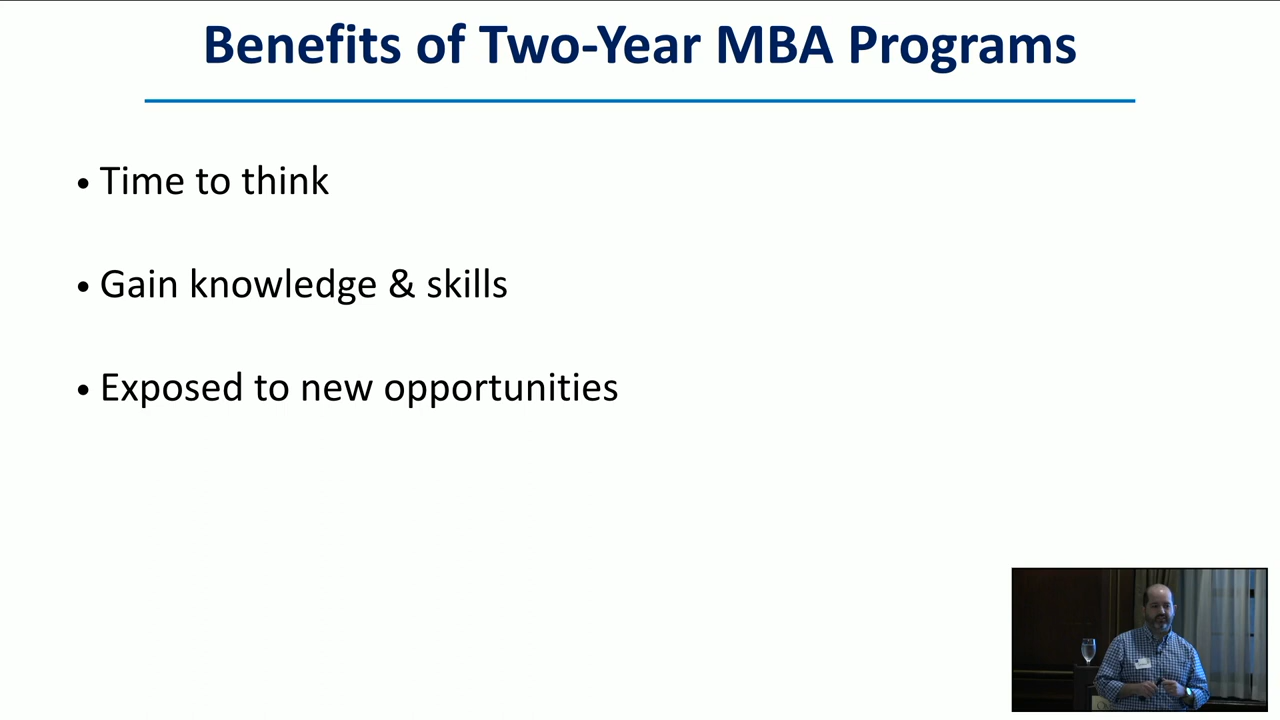 Benefits of Two-Year MBA Programs
• Time to think
• Gain knowledge & skills
• Exposed to new opportunities